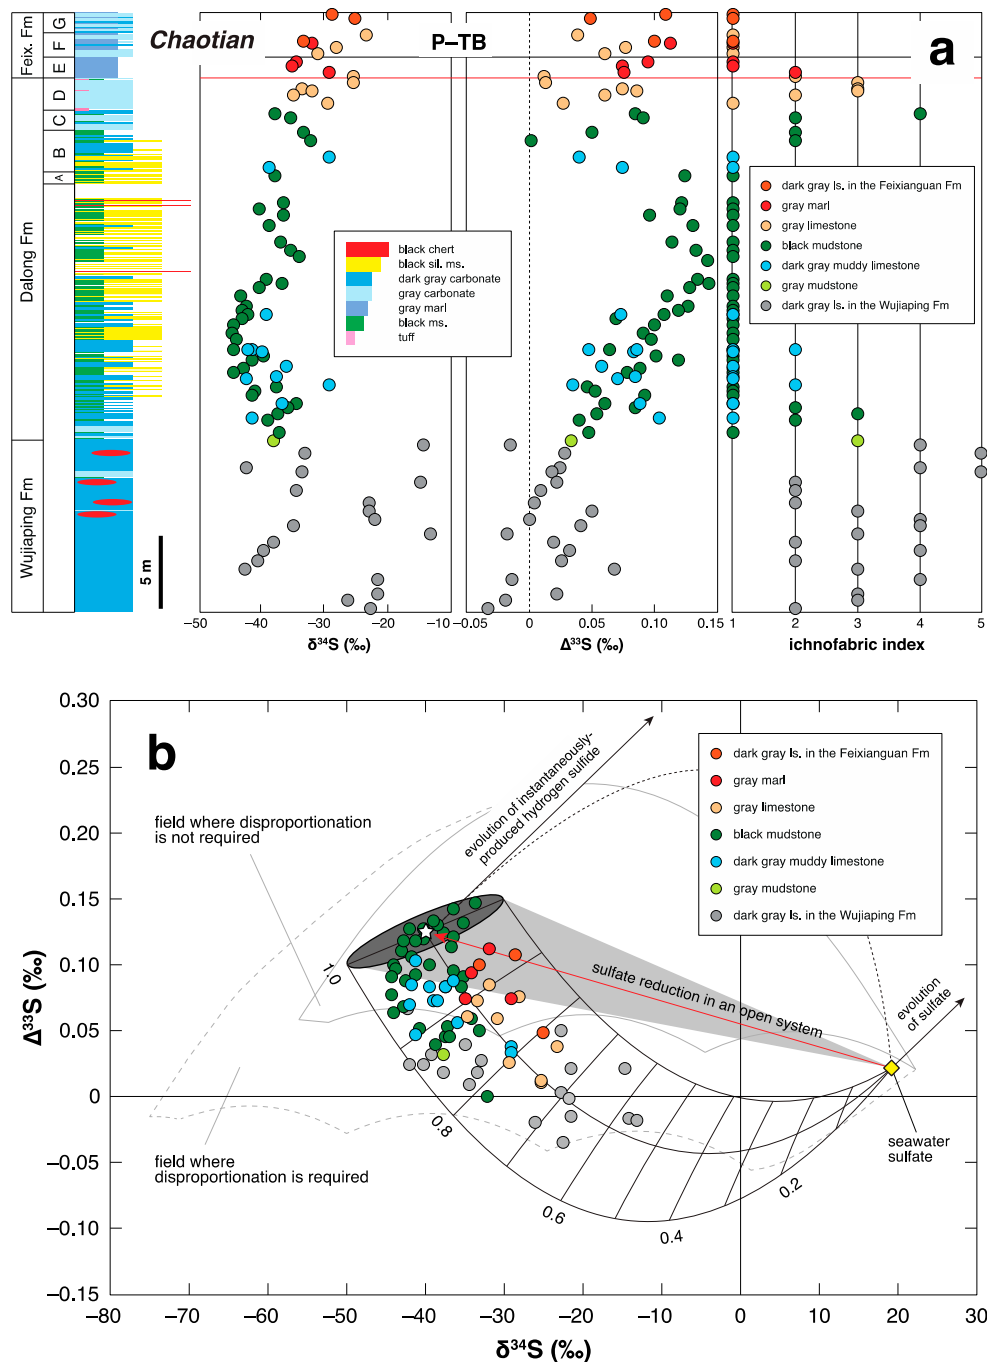 Chaotian
P–TB
a
Feix. Fm
Dalong Fm
Wujiaping Fm
G
F
E
D
C
B
A
5 m
black chert
black sil. ms.
dark gray carbonate
gray carbonate
gray marl
black ms.
tuff
dark gray ls. in the Feixianguan Fm
gray marl
gray limestone
black mudstone
dark gray muddy limestone
gray mudstone
dark gray ls. in the Wujiaping Fm
–50 –40 –30 –20 –10
δ³⁴S (‰)
–0.05 0 0.05 0.10 0.15
Δ³³S (‰)
1 2 3 4 5
ichnofabric index
b
0.30
0.25
0.20
0.15
0.10
0.05
0
–0.05
–0.10
–0.15
Δ³³S (‰)
–80 –70 –60 –50 –40 –30 –20 –10 0 10 20 30
δ³⁴S (‰)
field where disproportionation
is not required
field where
disproportionation is required
evolution of instantaneously-
produced hydrogen sulfide
sulfate reduction in an open system
evolution
of sulfate
seawater
sulfate
1.0
0.8
0.6
0.4
0.2
dark gray ls. in the Feixianguan Fm
gray marl
gray limestone
black mudstone
dark gray muddy limestone
gray mudstone
dark gray ls. in the Wujiaping Fm